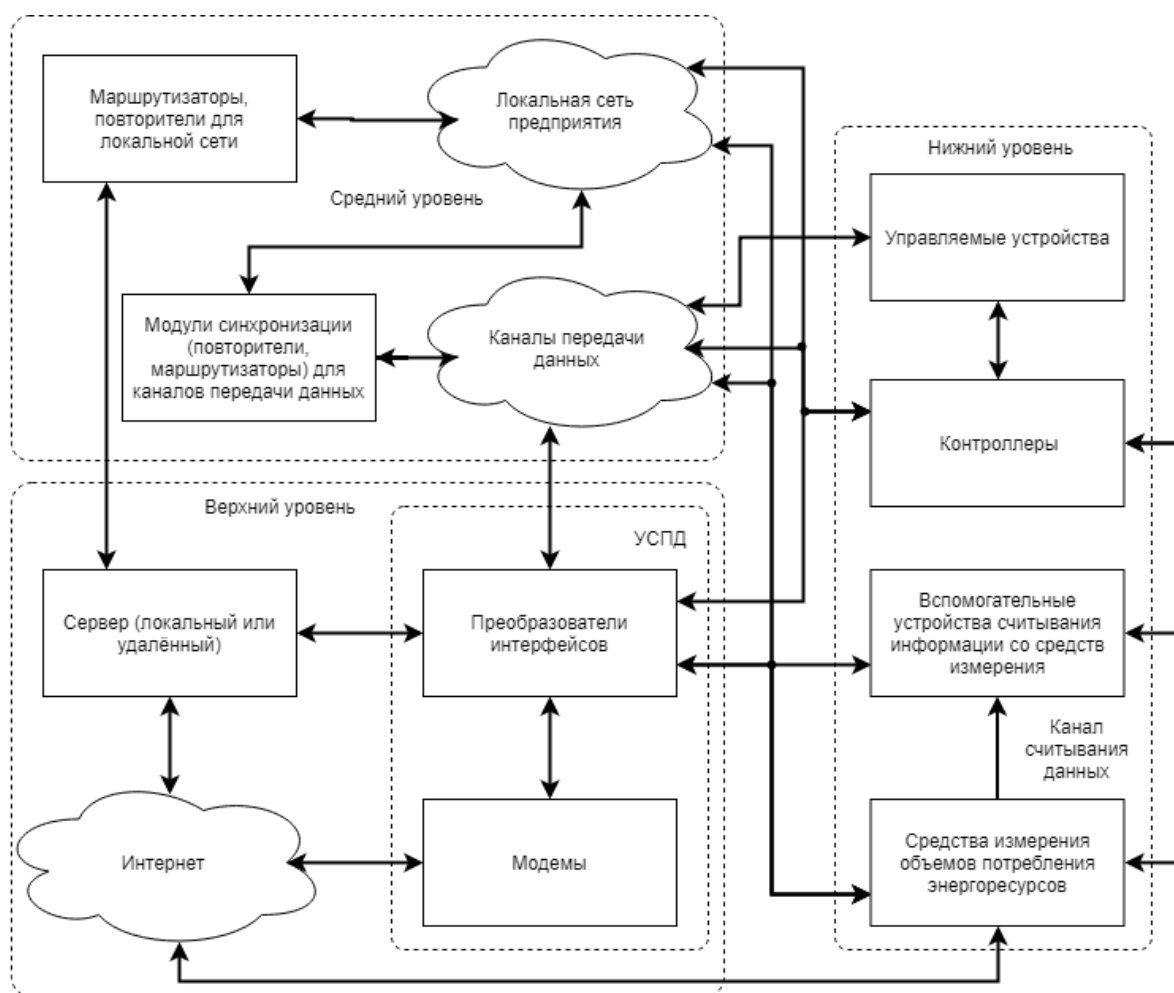 Маршрутизаторы,
повторители для
локальной сети
Локальная сеть
предприятия
Средний уровень
Модули синхронизации
(повторители,
маршрутизаторы) для
каналов передачи данных
Каналы передачи
данных
Нижний уровень
Управляемые устройства
Контроллеры
Вспомогательные
устройства считывания
информации со средств
измерения
Канал
считывания
данных
Средства измерения
объемов потребления
энергоресурсов
Верхний уровень
УСПД
Сервер (локальный или
удалённый)
Преобразователи
интерфейсов
Интернет
Модемы